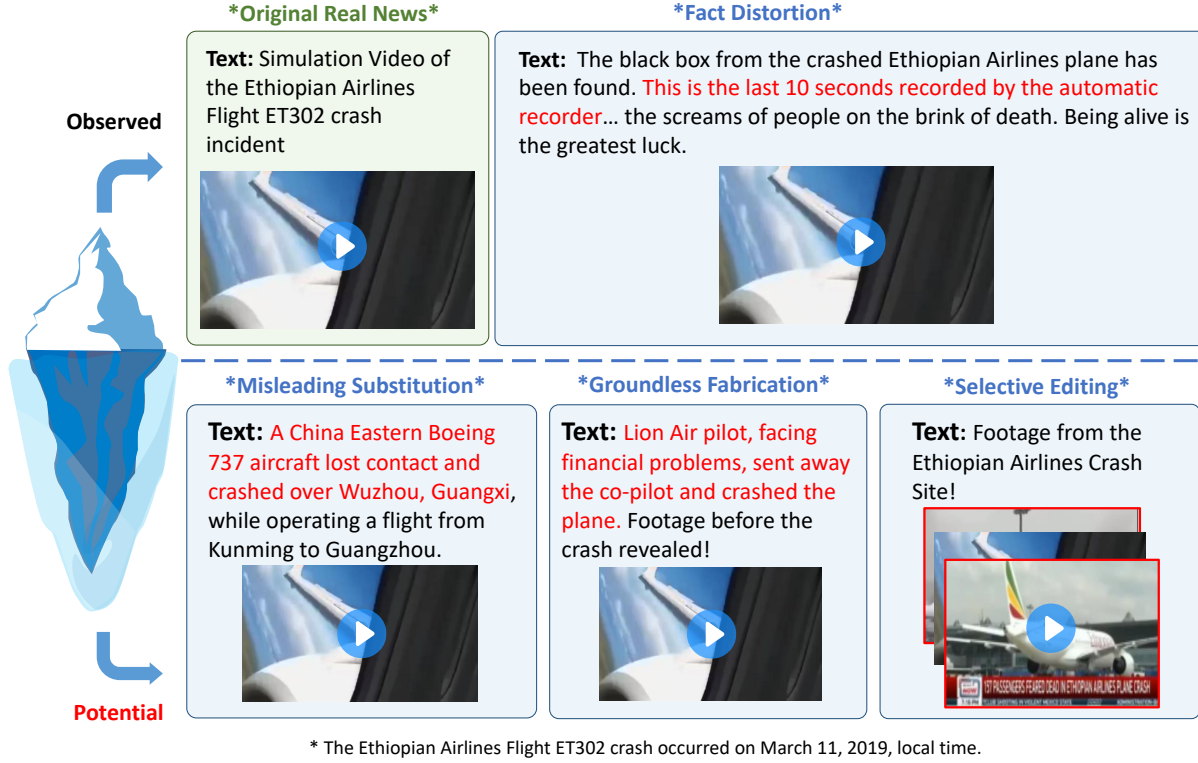 *Original Real News*
*Fact Distortion*
Text: Simulation Video of
the Ethiopian Airlines
Flight ET302 crash
incident
Text: The black box from the crashed Ethiopian Airlines plane has
been found. This is the last 10 seconds recorded by the automatic
recorder... the screams of people on the brink of death. Being alive is
the greatest luck.
Observed
*Misleading Substitution*
*Groundless Fabrication*
*Selective Editing*
Text: A China Eastern Boeing
737 aircraft lost contact and
crashed over Wuzhou, Guangxi,
while operating a flight from
Kunming to Guangzhou.
Text: Lion Air pilot, facing
financial problems, sent away
the co-pilot and crashed the
plane. Footage before the
crash revealed!
Text: Footage from the
Ethiopian Airlines Crash
Site!
157 PASSENGERS FEARED DEAD IN ETHIOPIAN AIRLINES PLANE CRASH
CLUB SHOOTING IN VIOLENT MEXICO STATE
Potential
* The Ethiopian Airlines Flight ET302 crash occurred on March 11, 2019, local time.